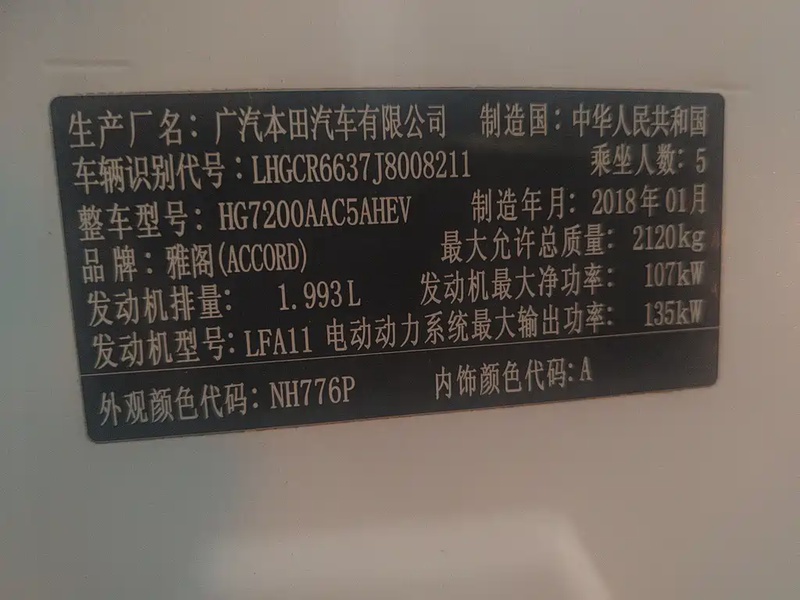 生产厂名：广汽本田汽车有限公司 制造国：中华人民共和国
车辆识别代号：LHGCR6637J8008211 乘坐人数：5
整车型号：HG7200AAC5AHEV 制造年月：2018年01月
品牌：雅阁(ACCORD) 最大允许总质量：2120kg
发动机排量： 1.993L 发动机最大净功率：107kW
发动机型号：LFA11 电动动力系统最大输出功率：135kW
外观颜色代码：NH776P 内饰颜色代码：A